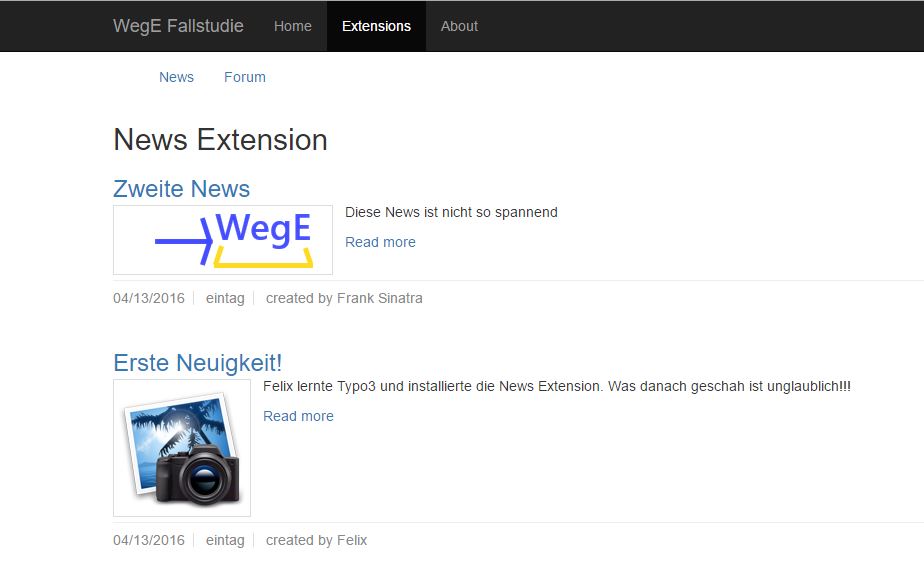 WegE Fallstudie Home Extensions About
News Forum
News Extension
Zweite News
WegE
Diese News ist nicht so spannend
Read more
04/13/2016 eintag created by Frank Sinatra
Erste Neuigkeit!
Felix lernte Typo3 und installierte die News Extension. Was danach geschah ist unglaublich!!!
Read more
04/13/2016 eintag created by Felix